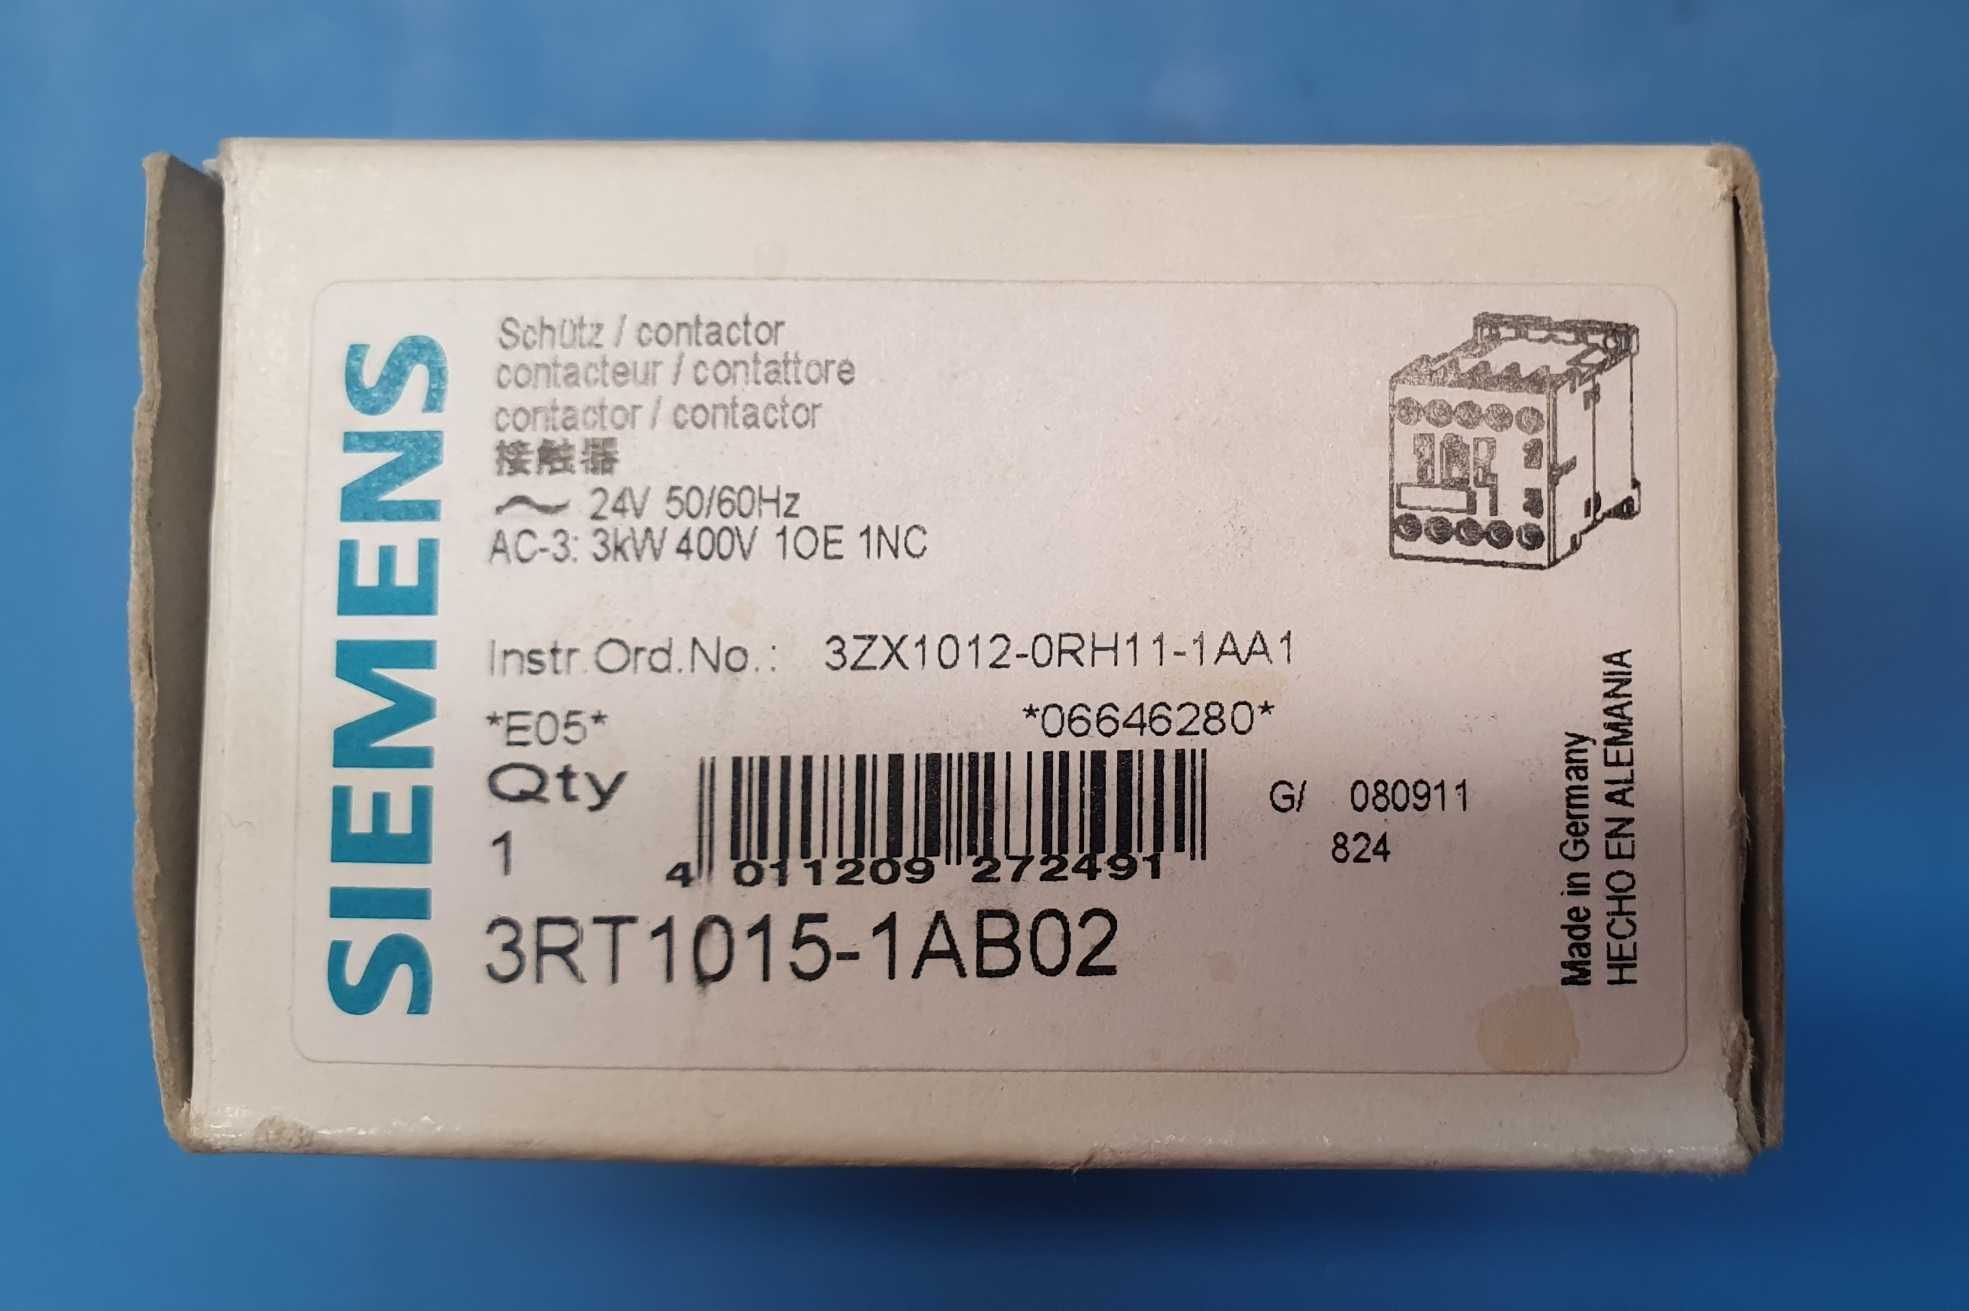 SIEMENS
Schütz / contactor
contacteur / contattore
contactor / contactor
接触器
~ 24V 50/60Hz
AC-3: 3kW 400V 1OE 1NC
Instr.Ord.No.: 3ZX1012-0RH11-1AA1
*E05* *06646280*
Qty
1
4 011209 272491
G/ 080911
824
3RT1015-1AB02
Made in Germany
HECHO EN ALEMANIA